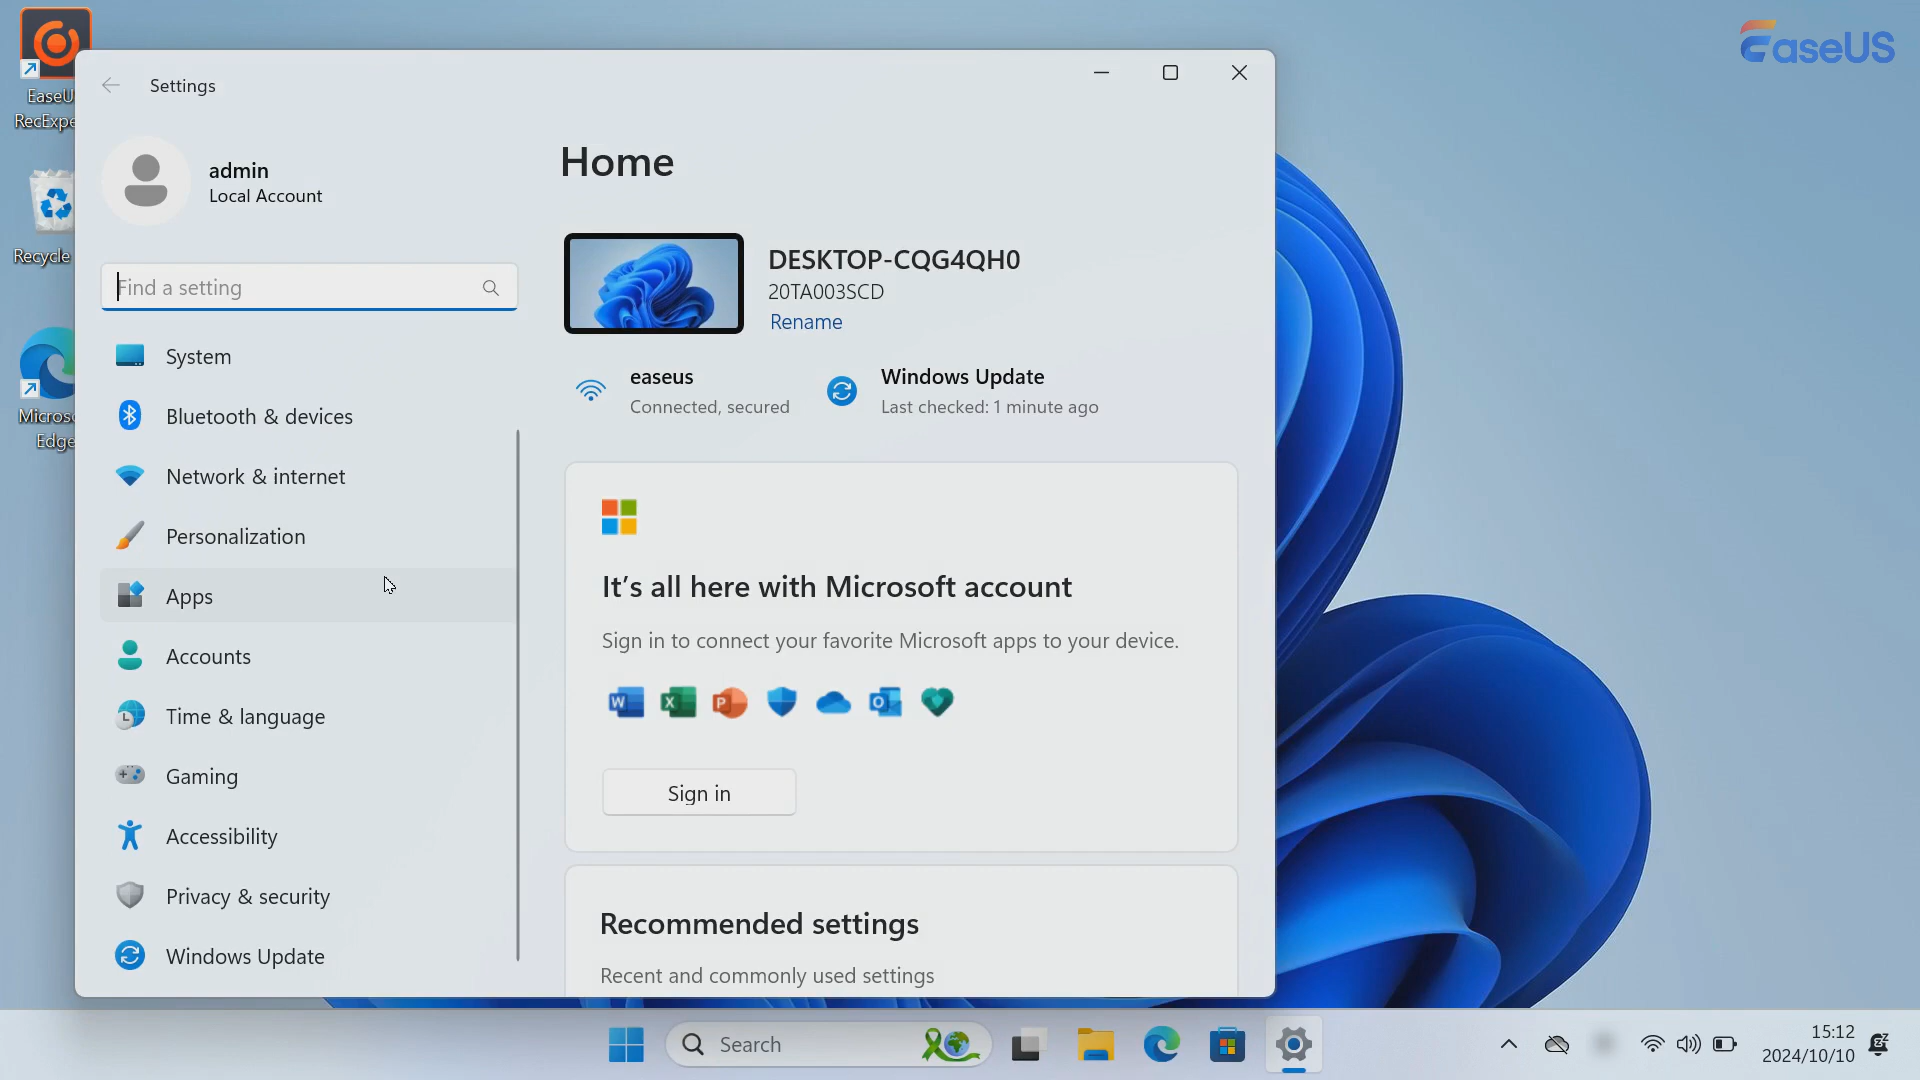 EaseUS
RecExpe
Recycle
Micros
Edge
Settings
admin
Local Account
Find a setting
System
Bluetooth & devices
Network & internet
Personalization
Apps
Accounts
Time & language
Gaming
Accessibility
Privacy & security
Windows Update
Home
DESKTOP-CQG4QH0
20TA003SCD
Rename
easeus
Connected, secured
Windows Update
Last checked: 1 minute ago
It's all here with Microsoft account
Sign in to connect your favorite Microsoft apps to your device.
Sign in
Recommended settings
Recent and commonly used settings
EaseUS
Search
15:12
2024/10/10